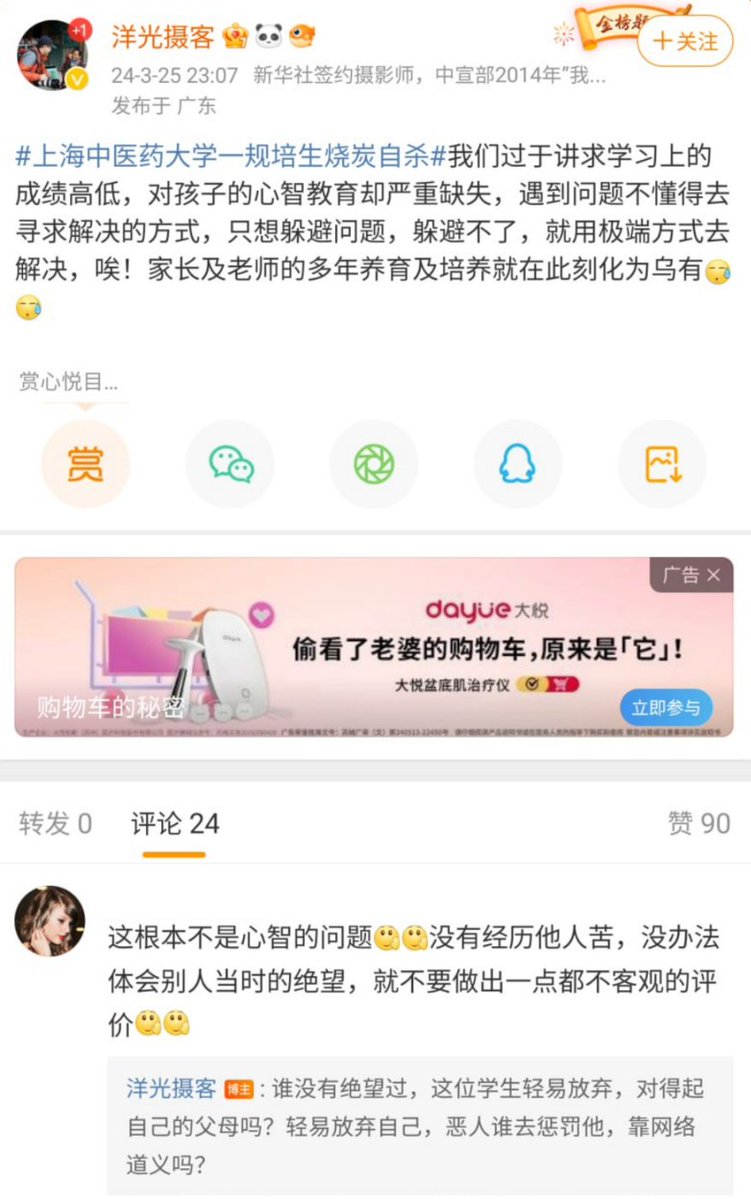 +1
洋光摄客
金榜题
+关注
24-3-25 23:07 新华社签约摄影师，中宣部2014年“我...
发布于 广东
#上海中医药大学一规培生烧炭自杀#我们过于讲求学习上的
成绩高低，对孩子的心智教育却严重缺失，遇到问题不懂得去
寻求解决的方式，只想躲避问题，躲避不了，就用极端方式去
解决，唉！家长及老师的多年养育及培养就在此刻化为乌有
赏心悦目...
赏
广告 ×
dayue大悦
偷看了老婆的购物车,原来是「它」!
大悦盆底肌治疗仪
购物车的秘密
立即参与
转发 0 评论 24 赞 90
这根本不是心智的问题没有经历他人苦，没办法
体会别人当时的绝望，就不要做出一点都不客观的评
价
洋光摄客 博主 : 谁没有绝望过，这位学生轻易放弃，对得起
自己的父母吗？轻易放弃自己，恶人谁去惩罚他，靠网络
道义吗？